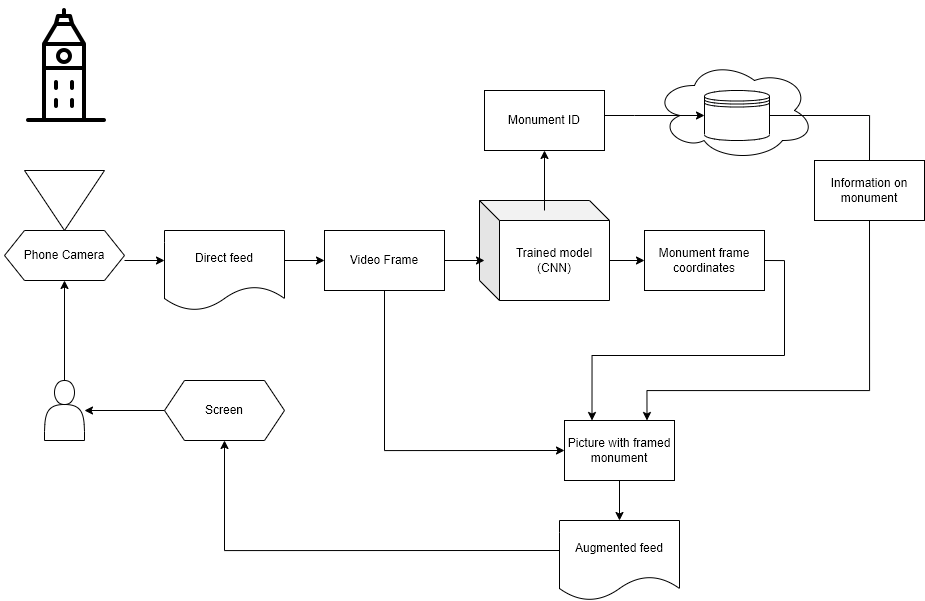 Monument ID
Information on
monument
Phone Camera
Direct feed
Video Frame
Trained model
(CNN)
Monument frame
coordinates
Screen
Picture with framed
monument
Augmented feed